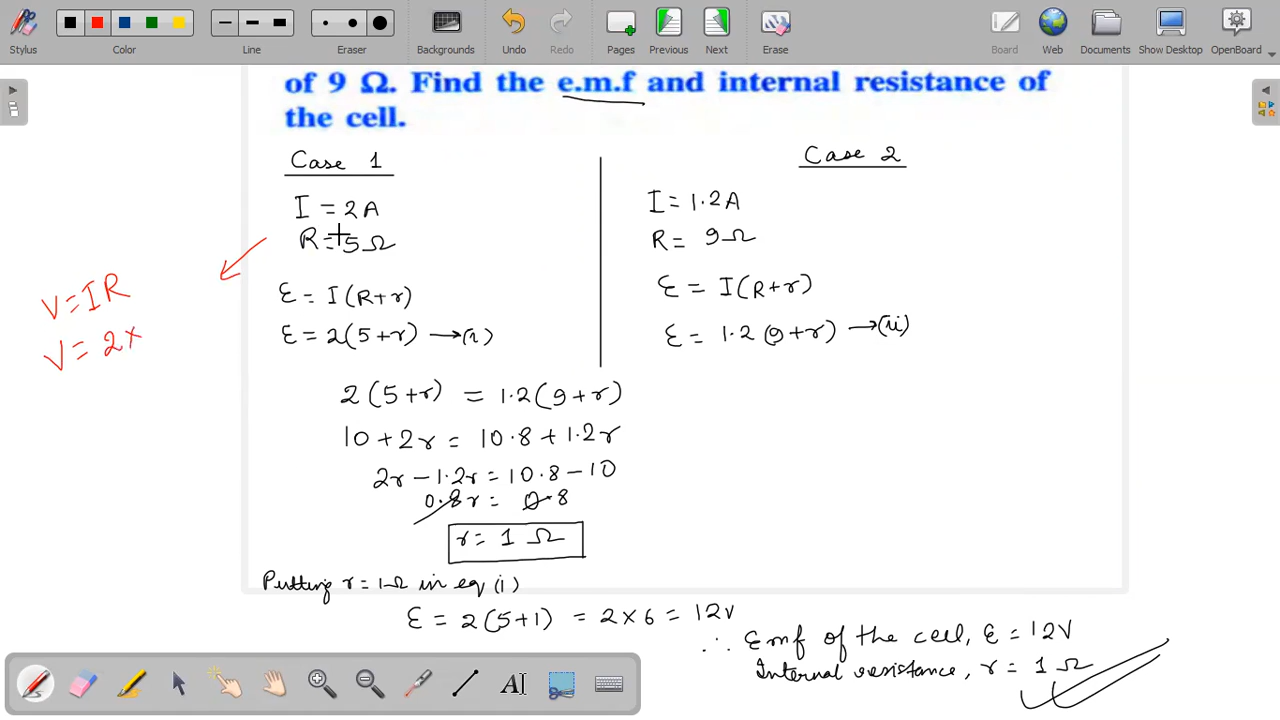 Stylus
Color
Line
Eraser
Backgrounds
Undo
Redo
Pages
Previous
Next
Erase
Board
Web
Documents
Show Desktop
OpenBoard
of 9 Ω. Find the e.m.f and internal resistance of
the cell.
Case 1
I = 2A
R = 5Ω
ε = I(R+r)
ε = 2(5+r) →(i)
Case 2
I = 1.2A
R = 9Ω
ε = I(R+r)
ε = 1.2(9+r) →(ii)
V=IR
V= 2×
2(5+r) = 1.2(9+r)
10+2r = 10.8+1.2r
2r-1.2r = 10.8-10
0.8r = 0.8
r = 1 Ω
Putting r = 1Ω in eq (i)
ε = 2(5+1) = 2×6 = 12V
∴ Emf of the cell, ε = 12V
Internal resistance, r = 1 Ω